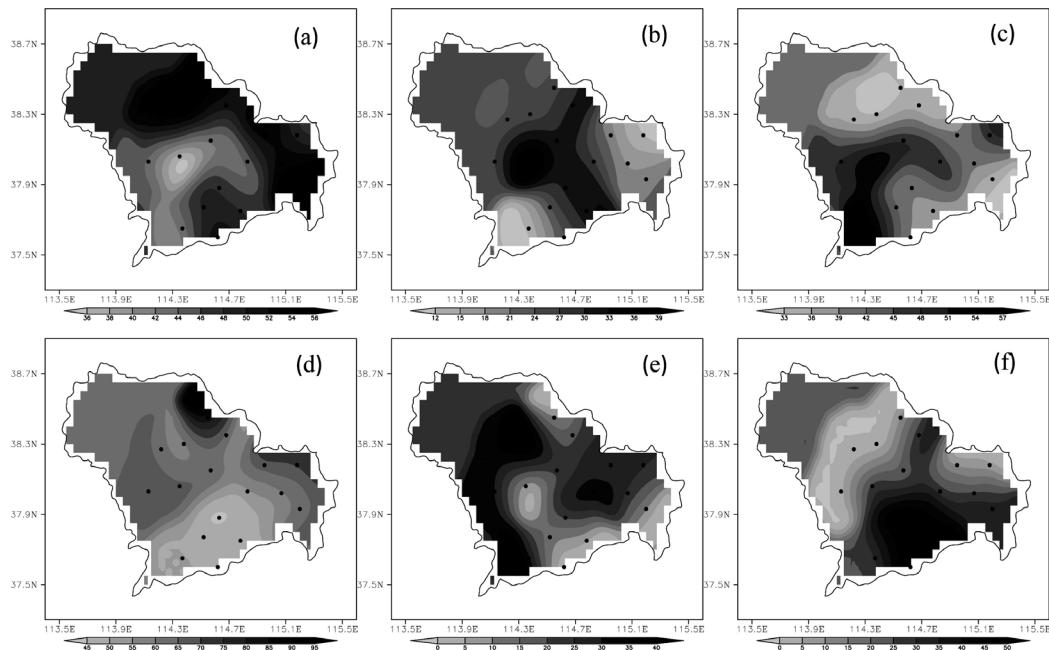 (a) (b) (c)
38.7N 38.7N 38.7N
38.3N 38.3N 38.3N
37.9N 37.9N 37.9N
37.5N 37.5N 37.5N
113.5E 113.9E 114.3E 114.7E 115.1E 115.5E 113.5E 113.9E 114.3E 114.7E 115.1E 115.5E 113.5E 113.9E 114.3E 114.7E 115.1E 115.5E
36 38 40 42 44 46 48 50 52 54 56 12 15 18 21 24 27 30 33 36 39 33 36 39 42 45 48 51 54 57
(d) (e) (f)
38.7N 38.7N 38.7N
38.3N 38.3N 38.3N
37.9N 37.9N 37.9N
37.5N 37.5N 37.5N
113.5E 113.9E 114.3E 114.7E 115.1E 115.5E 113.5E 113.9E 114.3E 114.7E 115.1E 115.5E 113.5E 113.9E 114.3E 114.7E 115.1E 115.5E
45 50 55 60 65 70 75 80 85 90 95 0 5 10 15 20 25 30 35 40 0 5 10 15 20 25 30 35 40 45 50